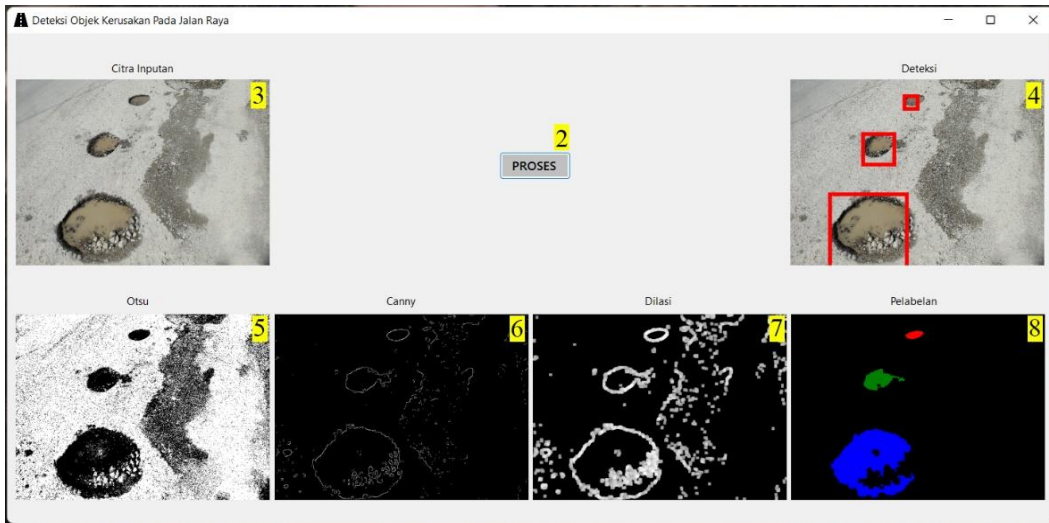 Deteksi Objek Kerusakan Pada Jalan Raya
Citra Inputan
3
2
PROSES
Deteksi
4
Otsu
5
Canny
6
Dilasi
7
Pelabelan
8